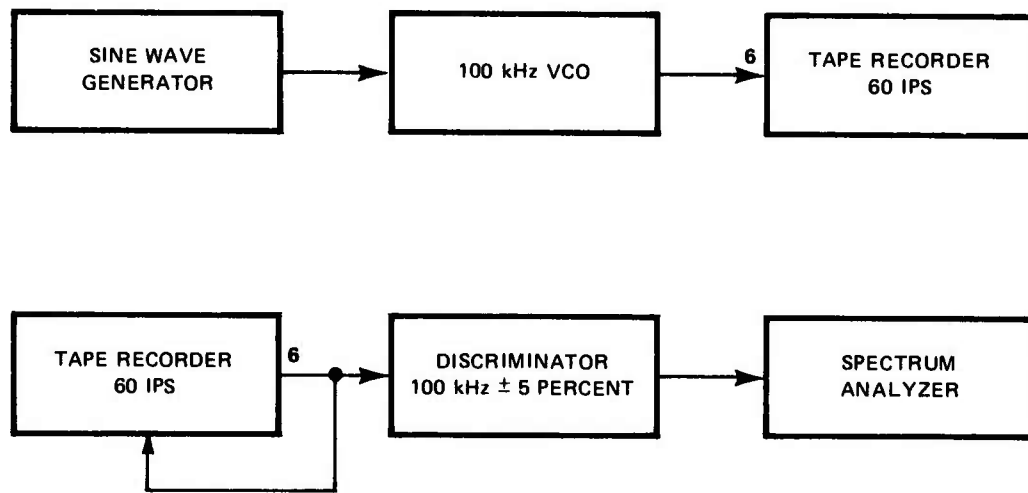 SINE WAVE
GENERATOR
100 kHz VCO
6
TAPE RECORDER
60 IPS
TAPE RECORDER
60 IPS
6
DISCRIMINATOR
100 kHz ± 5 PERCENT
SPECTRUM
ANALYZER